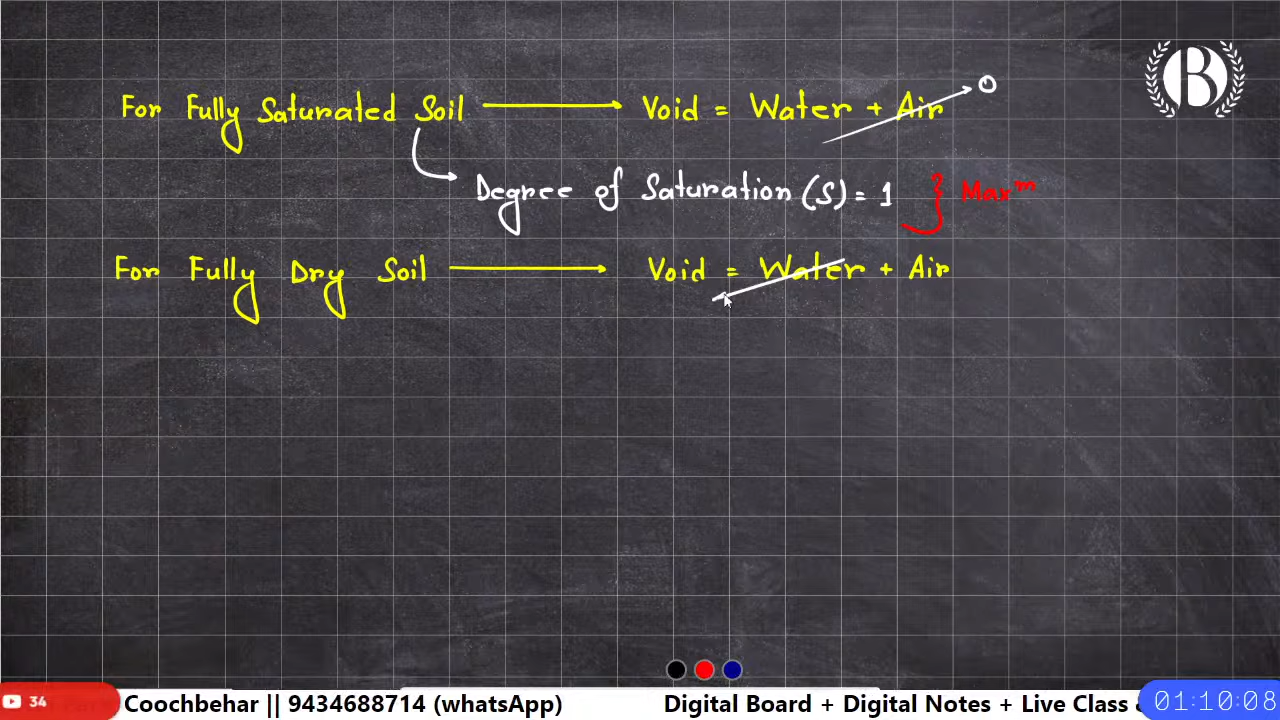 For Fully Saturated Soil ⟶ Void = Water + Air ⟶ 0
Degree of Saturation (S) = 1 } Maxᵐ
For Fully Dry Soil ⟶ Void = Water + Air
34
Coochbehar || 9434688714 (whatsApp)
Digital Board + Digital Notes + Live Class
01:10:08